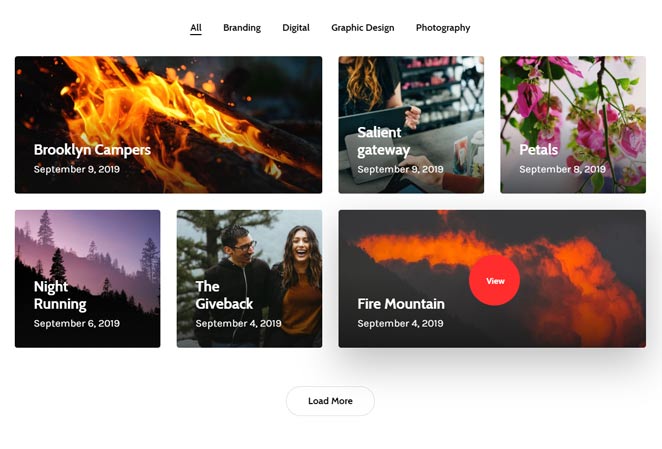 All Branding Digital Graphic Design Photography
Brooklyn Campers
September 9, 2019
Salient
gateway
September 9, 2019
Petals
September 8, 2019
Night
Running
September 6, 2019
The
Giveback
September 4, 2019
Fire Mountain
September 4, 2019
View
Load More